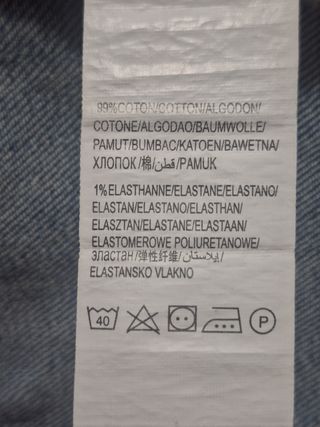 99%COTON/COTTON/ALGODON/
COTONE/ALGODAO/BAUMWOLLE/
PAMUT/BUMBAC/KATOEN/BAWETNA/
ХЛОПОК/棉/قطن/PAMUK
1%ELASTHANNE/ELASTANE/ELASTANO/
ELASTAN/ELASTANO/ELASTHAN/
ELASZTAN/ELASTANE/ELASTAAN/
ELASTOMEROWE POLIURETANOWE/
эластан/弹性纤维/إيلاستان/
ELASTANSKO VLAKNO
40
P